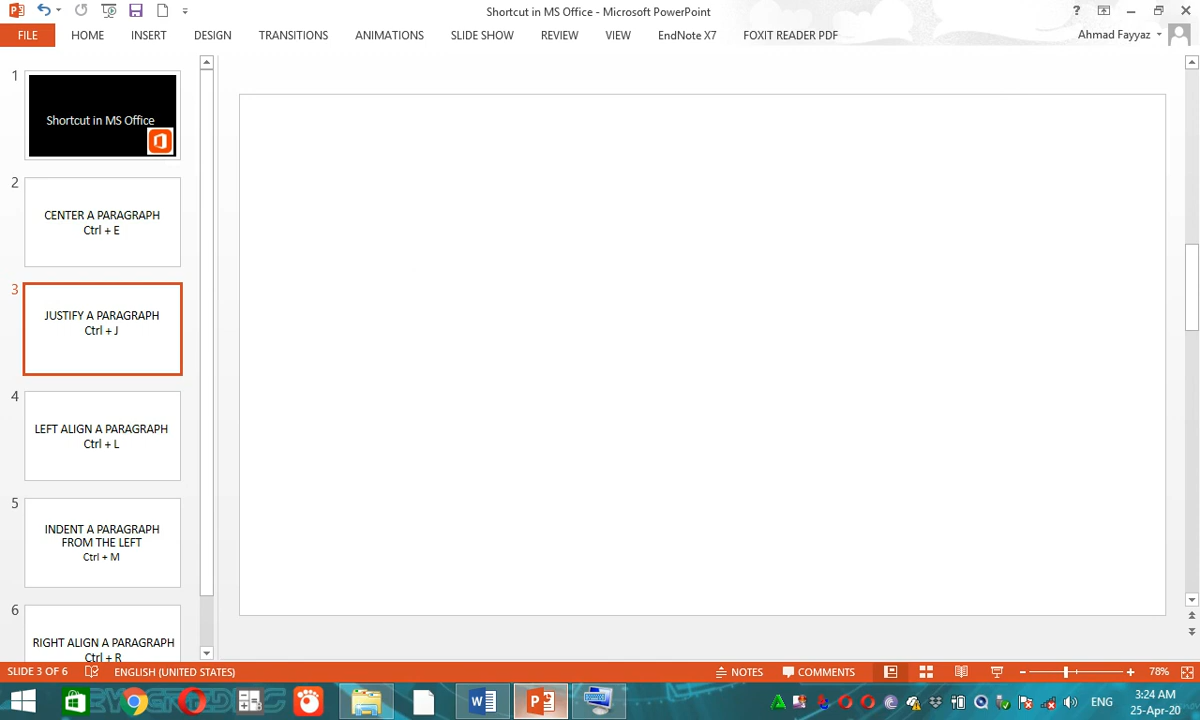 Shortcut in MS Office - Microsoft PowerPoint
?
FILE HOME INSERT DESIGN TRANSITIONS ANIMATIONS SLIDE SHOW REVIEW VIEW EndNote X7 FOXIT READER PDF Ahmad Fayyaz
1
Shortcut in MS Office
2
CENTER A PARAGRAPH
Ctrl + E
3
JUSTIFY A PARAGRAPH
Ctrl + J
4
LEFT ALIGN A PARAGRAPH
Ctrl + L
5
INDENT A PARAGRAPH
FROM THE LEFT
Ctrl + M
6
RIGHT ALIGN A PARAGRAPH
Ctrl + R
SLIDE 3 OF 6 ENGLISH (UNITED STATES) NOTES COMMENTS 78%
ENG
3:24 AM
25-Apr-20